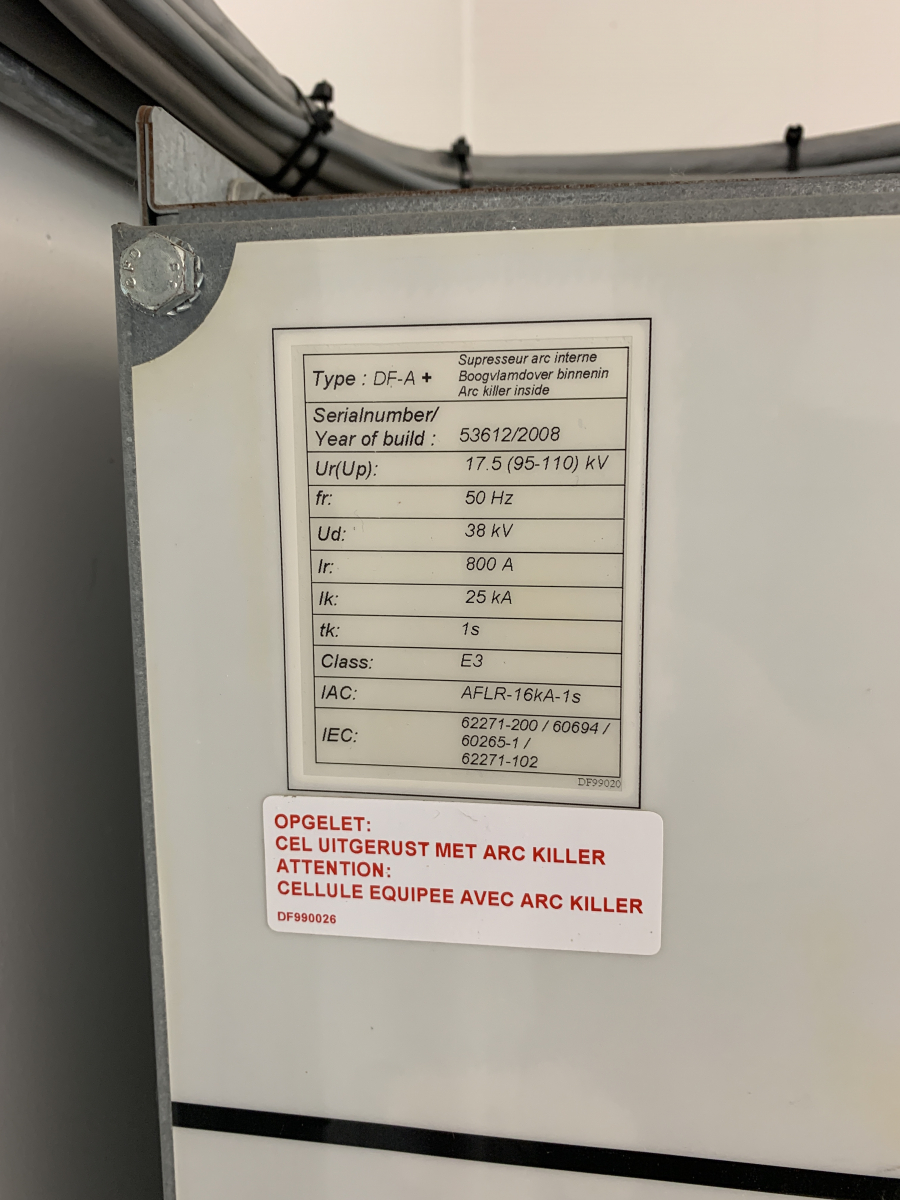 Type : DF-A +
Supresseur arc interne
Boogvlamdover binnenin
Arc killer inside
Serialnumber/
Year of build : 53612/2008
Ur(Up): 17.5 (95-110) kV
fr: 50 Hz
Ud: 38 kV
Ir: 800 A
Ik: 25 kA
tk: 1s
Class: E3
IAC: AFLR-16kA-1s
IEC: 62271-200 / 60694 /
60265-1 /
62271-102
DF99020
OPGELET:
CEL UITGERUST MET ARC KILLER
ATTENTION:
CELLULE EQUIPEE AVEC ARC KILLER
DF990026